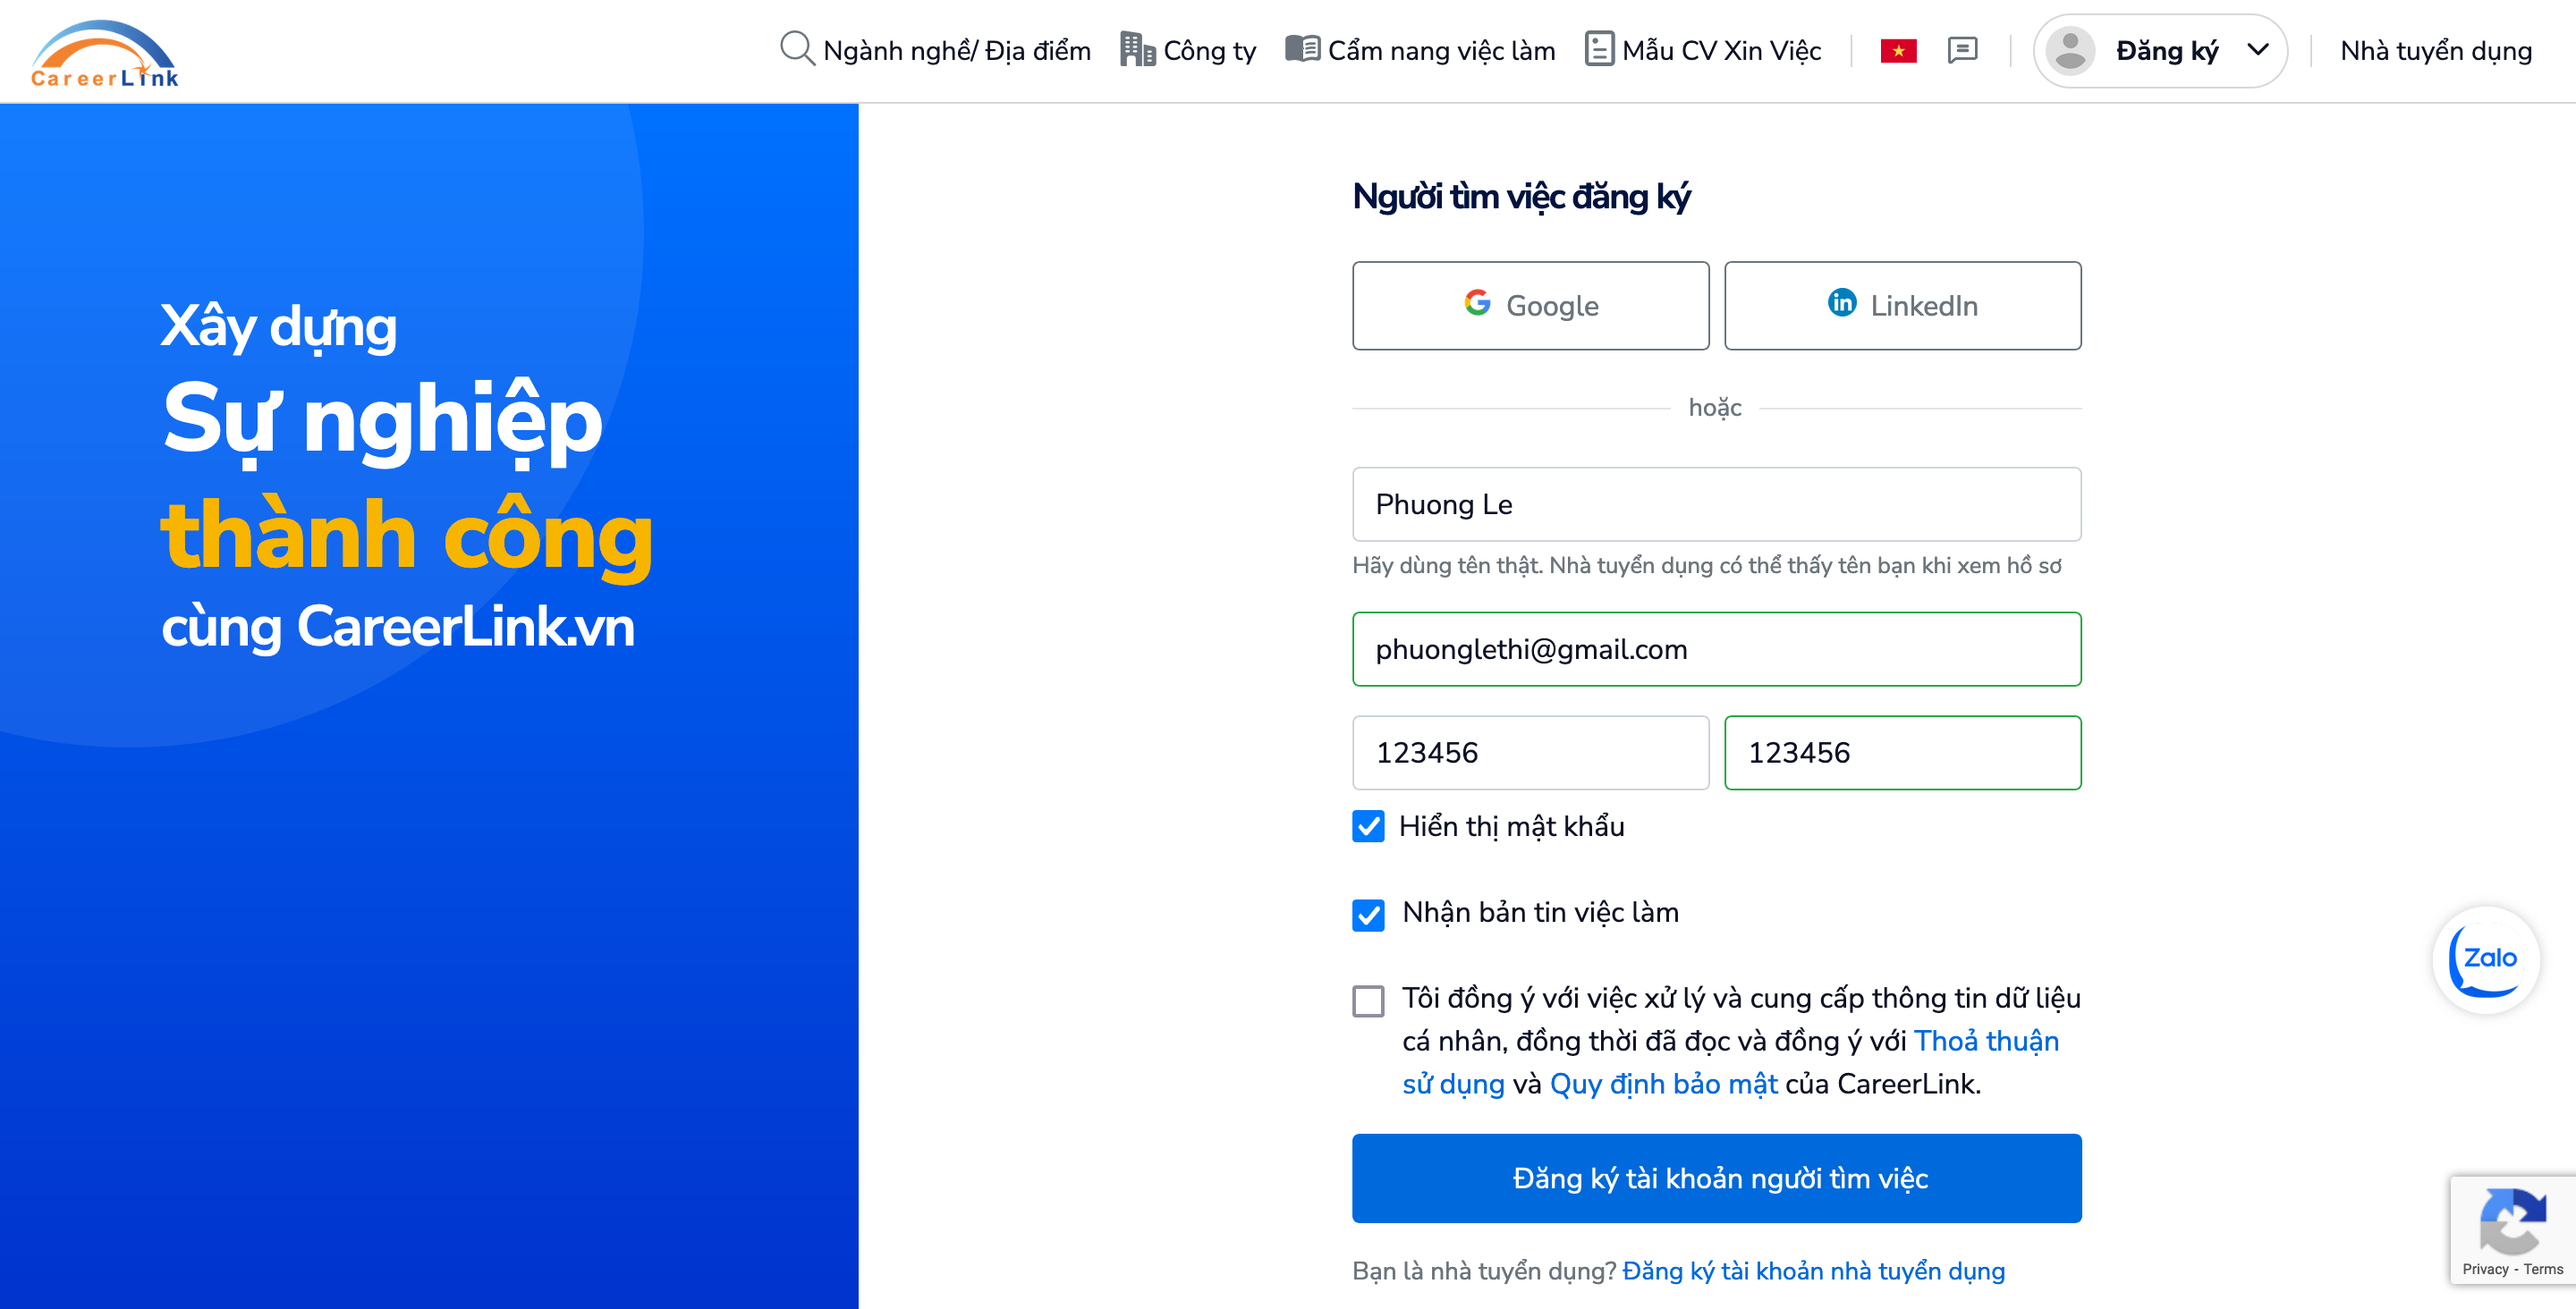 CareerLink
Ngành nghề/ Địa điểm
Công ty
Cẩm nang việc làm
Mẫu CV Xin Việc
Đăng ký
Nhà tuyển dụng
Xây dựng
Sự nghiệp
thành công
cùng CareerLink.vn
Người tìm việc đăng ký
Google
LinkedIn
hoặc
Phuong Le
Hãy dùng tên thật. Nhà tuyển dụng có thể thấy tên bạn khi xem hồ sơ
phuonglethi@gmail.com
123456
123456
Hiển thị mật khẩu
Nhận bản tin việc làm
Tôi đồng ý với việc xử lý và cung cấp thông tin dữ liệu
cá nhân, đồng thời đã đọc và đồng ý với Thoả thuận
sử dụng và Quy định bảo mật của CareerLink.
Đăng ký tài khoản người tìm việc
Bạn là nhà tuyển dụng? Đăng ký tài khoản nhà tuyển dụng
Zalo
Privacy - Terms